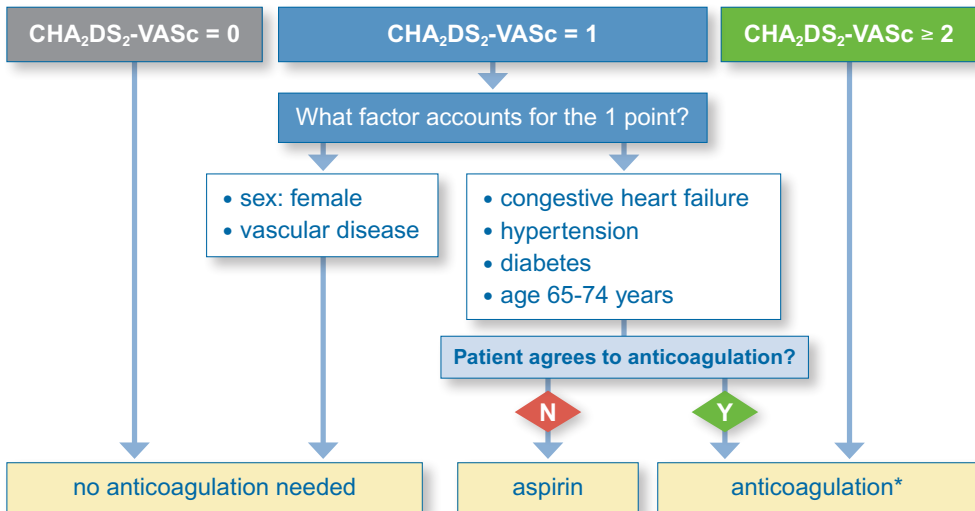 CHA₂DS₂-VASc = 0
CHA₂DS₂-VASc = 1
CHA₂DS₂-VASc ≥ 2
What factor accounts for the 1 point?
• sex: female
• vascular disease
• congestive heart failure
• hypertension
• diabetes
• age 65-74 years
Patient agrees to anticoagulation?
N
Y
no anticoagulation needed
aspirin
anticoagulation*